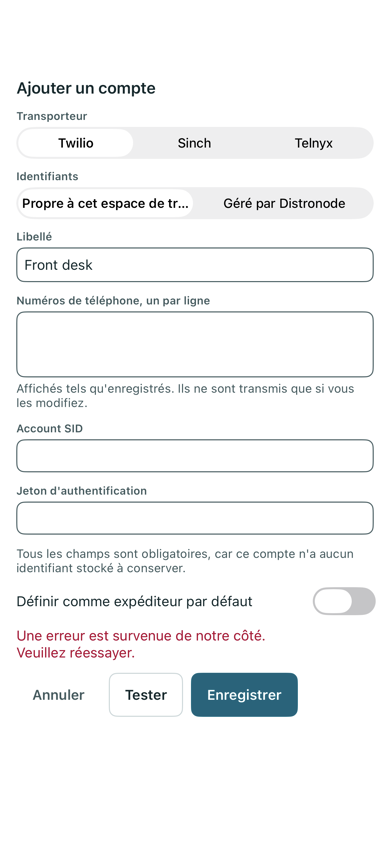 Ajouter un compte
Transporteur
Twilio
Sinch
Telnyx
Identifiants
Propre à cet espace de tr...
Géré par Distronode
Libellé
Front desk
Numéros de téléphone, un par ligne
Affichés tels qu'enregistrés. Ils ne sont transmis que si vous
les modifiez.
Account SID
Jeton d'authentification
Tous les champs sont obligatoires, car ce compte n'a aucun
identifiant stocké à conserver.
Définir comme expéditeur par défaut
Une erreur est survenue de notre côté.
Veuillez réessayer.
Annuler
Tester
Enregistrer